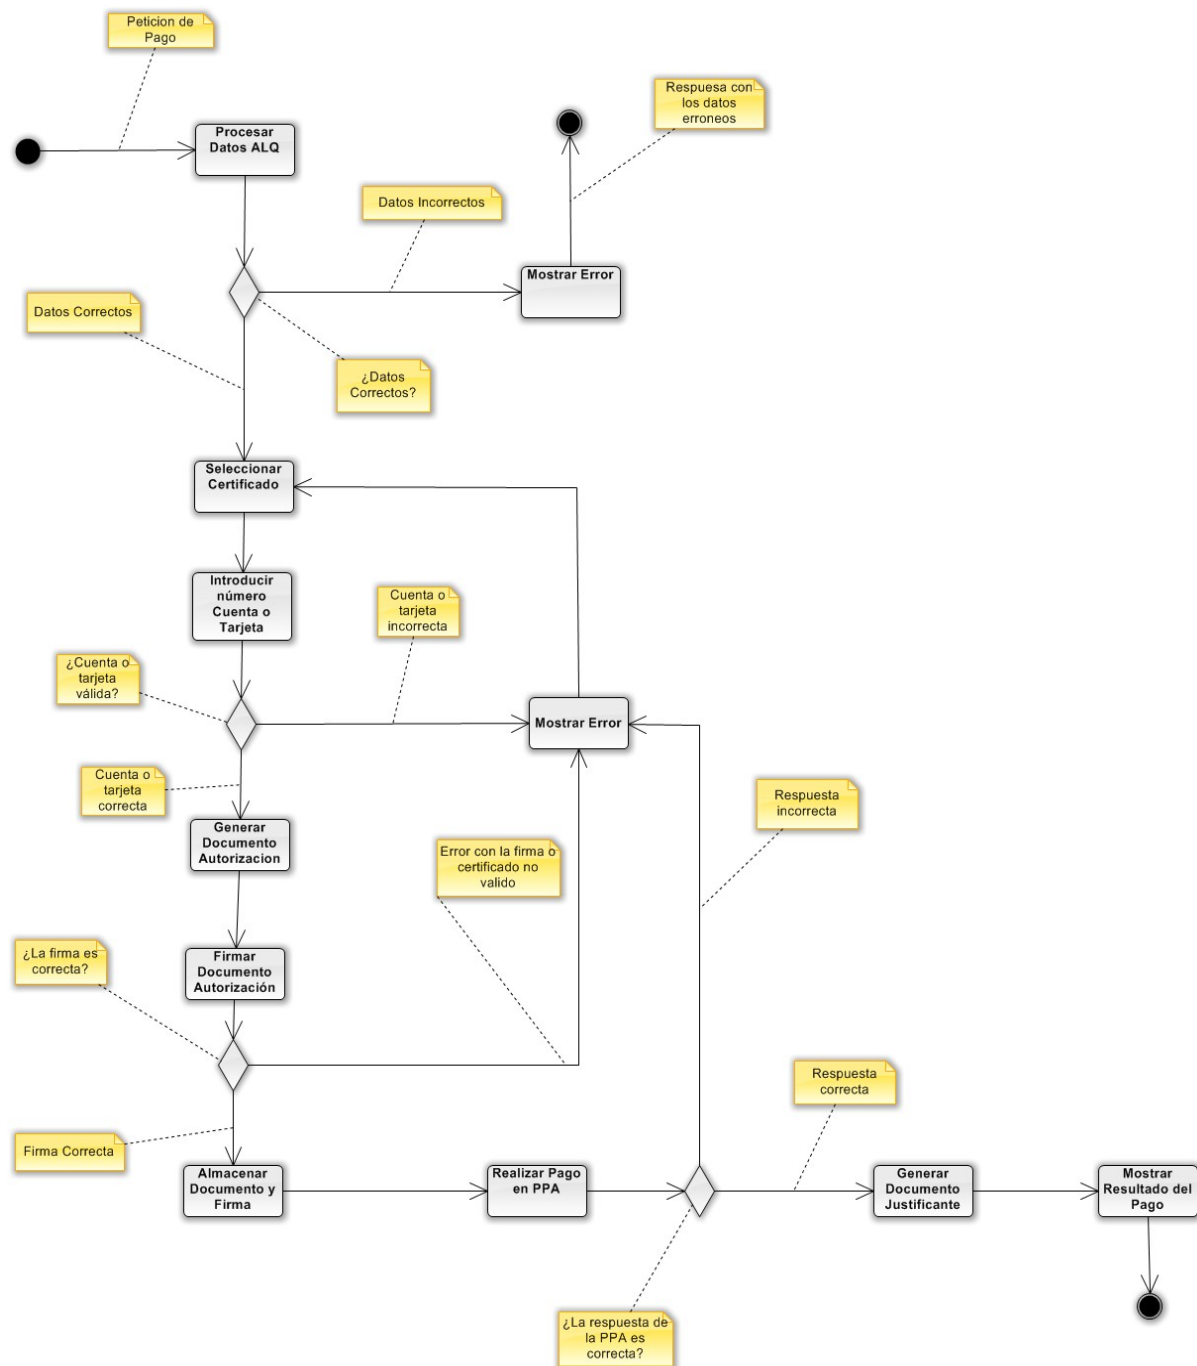 Peticion de
Pago
Respuesa con
los datos
erroneos
Procesar
Datos ALQ
Datos Incorrectos
Mostrar Error
Datos Correctos
¿Datos
Correctos?
Seleccionar
Certificado
Introducir
número
Cuenta o
Tarjeta
Cuenta o
tarjeta
incorrecta
¿Cuenta o
tarjeta
válida?
Mostrar Error
Cuenta o
tarjeta
correcta
Respuesta
incorrecta
Generar
Documento
Autorizacion
Error con la firma o
certificado no
valido
¿La firma es
correcta?
Firmar
Documento
Autorización
Respuesta
correcta
Firma Correcta
Almacenar
Documento y
Firma
Realizar Pago
en PPA
Generar
Documento
Justificante
Mostrar
Resultado del
Pago
¿La respuesta de
la PPA es
correcta?